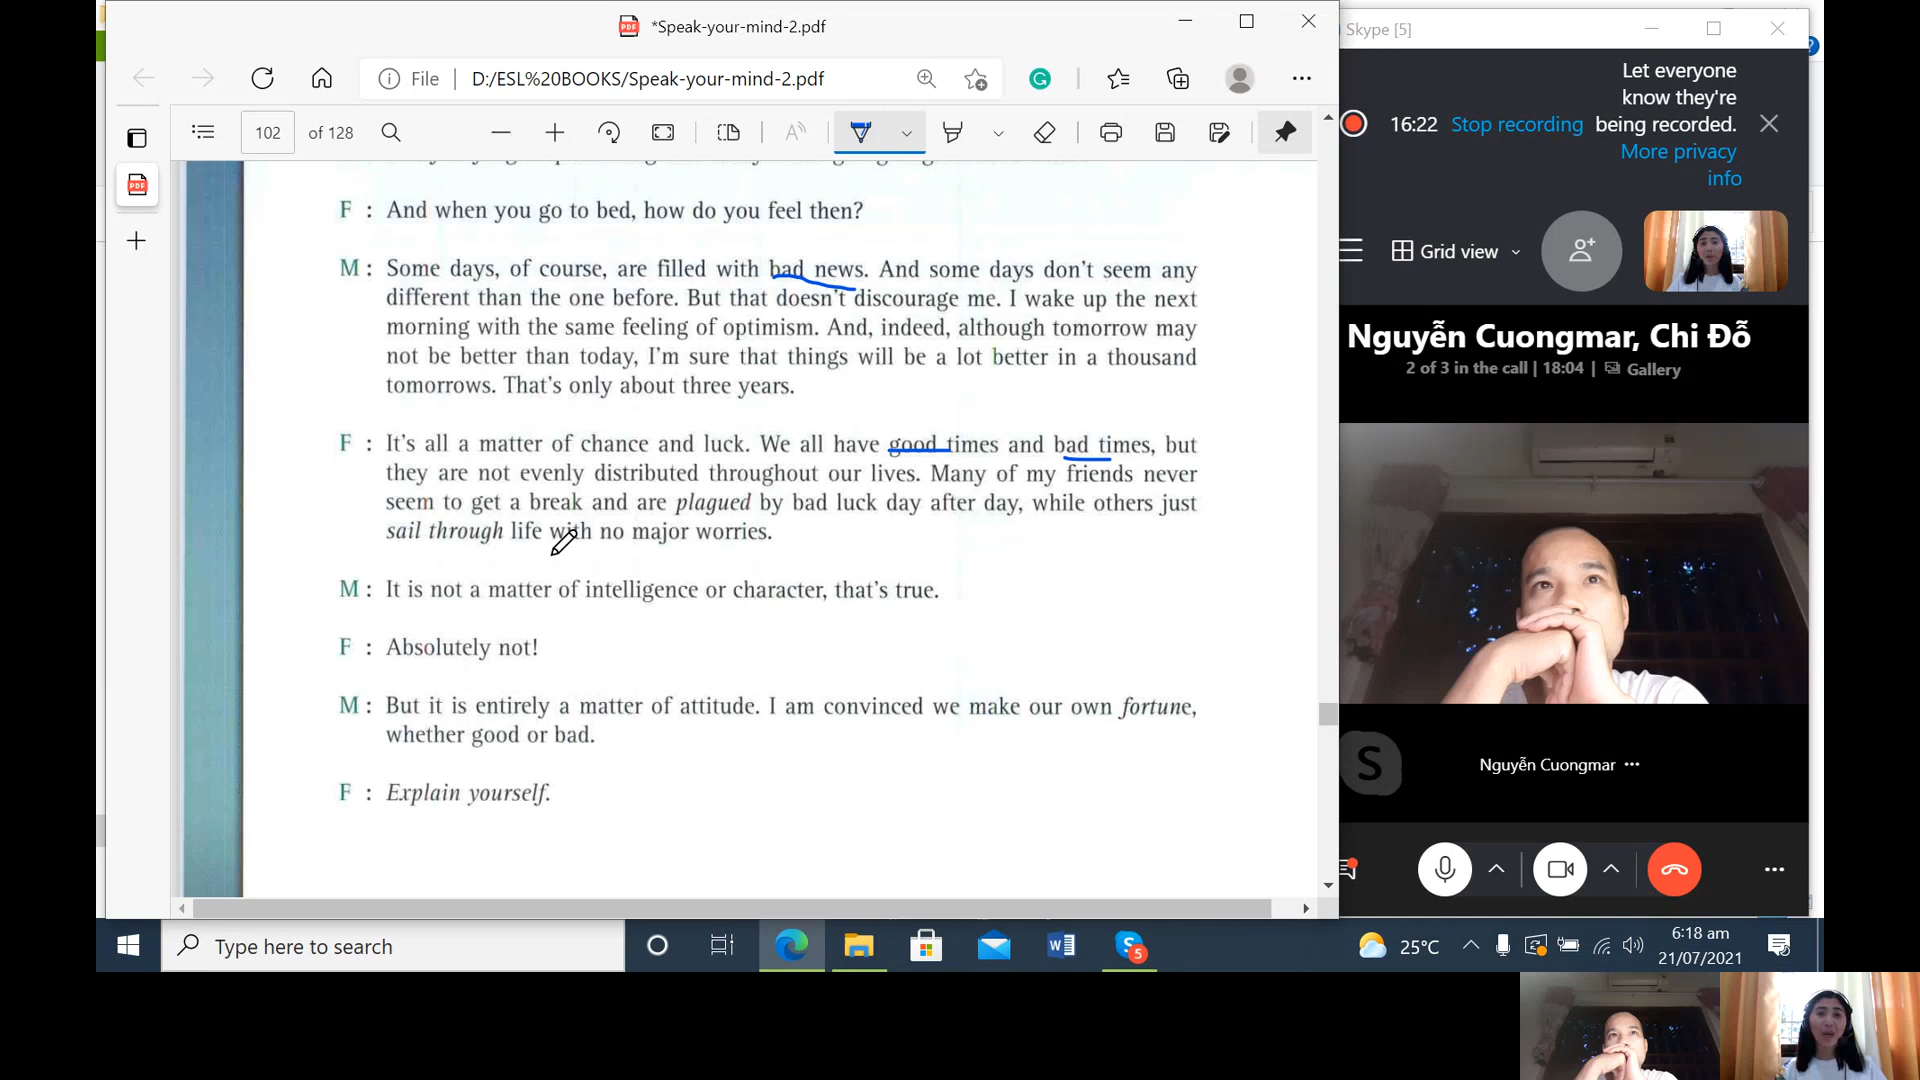 *Speak-your-mind-2.pdf
File | D:/ESL%20BOOKS/Speak-your-mind-2.pdf
102 of 128
F : And when you go to bed, how do you feel then?
M : Some days, of course, are filled with bad news. And some days don't seem any
different than the one before. But that doesn't discourage me. I wake up the next
morning with the same feeling of optimism. And, indeed, although tomorrow may
not be better than today, I'm sure that things will be a lot better in a thousand
tomorrows. That's only about three years.
F : It's all a matter of chance and luck. We all have good times and bad times, but
they are not evenly distributed throughout our lives. Many of my friends never
seem to get a break and are plagued by bad luck day after day, while others just
sail through life with no major worries.
M : It is not a matter of intelligence or character, that's true.
F : Absolutely not!
M : But it is entirely a matter of attitude. I am convinced we make our own fortune,
whether good or bad.
F : Explain yourself.
Skype [5]
Let everyone
know they're
16:22 Stop recording being recorded.
More privacy
info
Grid view
Nguyễn Cuongmar, Chi Đỗ
2 of 3 in the call | 18:04 | Gallery
S
Nguyễn Cuongmar ...
Type here to search
25°C
6:18 am
21/07/2021